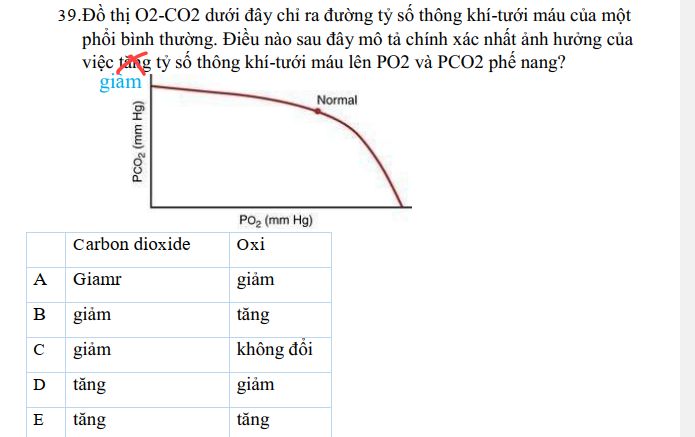 39.Đồ thị O2-CO2 dưới đây chỉ ra đường tỷ số thông khí-tưới máu của một
phổi bình thường. Điều nào sau đây mô tả chính xác nhất ảnh hưởng của
việc tăng tỷ số thông khí-tưới máu lên PO2 và PCO2 phế nang?
giảm
Normal
PCO2 (mm Hg)
PO2 (mm Hg)
Carbon dioxide Oxi
A Giamr giảm
B giảm tăng
C giảm không đổi
D tăng giảm
E tăng tăng